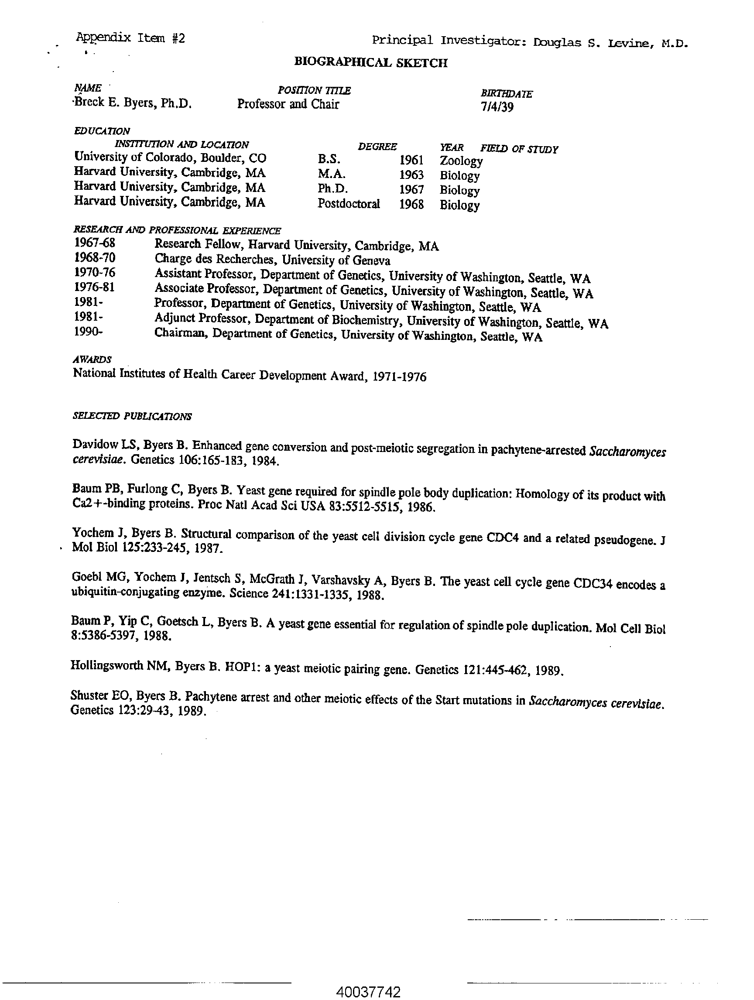 Appendix Item #2 Principal Investigator: Douglas S. Levine, M.D.
BIOGRAPHICAL SKETCH
NAME POSITION TITLE BIRTHDATE
Breck E. Byers, Ph.D. Professor and Chair 7/4/39
EDUCATION
INSTITUTION AND LOCATION DEGREE YEAR FIELD OF STUDY
University of Colorado, Boulder, CO B.S. 1961 Zoology
Harvard University, Cambridge, MA M.A. 1963 Biology
Harvard University, Cambridge, MA Ph.D. 1967 Biology
Harvard University, Cambridge, MA Postdoctoral 1968 Biology
RESEARCH AND PROFESSIONAL EXPERIENCE
1967-68 Research Fellow, Harvard University, Cambridge, MA
1968-70 Charge des Recherches, University of Geneva
1970-76 Assistant Professor, Department of Genetics, University of Washington, Seattle, WA
1976-81 Associate Professor, Department of Genetics, University of Washington, Seattle, WA
1981- Professor, Department of Genetics, University of Washington, Seattle, WA
1981- Adjunct Professor, Department of Biochemistry, University of Washington, Seattle, WA
1990- Chairman, Department of Genetics, University of Washington, Seattle, WA
AWARDS
National Institutes of Health Career Development Award, 1971-1976
SELECTED PUBLICATIONS
Davidow LS, Byers B. Enhanced gene conversion and post-meiotic segregation in pachytene-arrested Saccharomyces
cerevisiae. Genetics 106:165-183, 1984.
Baum PB, Furlong C, Byers B. Yeast gene required for spindle pole body duplication: Homology of its product with
Ca2+-binding proteins. Proc Natl Acad Sci USA 83:5512-5515, 1986.
Yochem J, Byers B. Structural comparison of the yeast cell division cycle gene CDC4 and a related pseudogene. J
Mol Biol 125:233-245, 1987.
Goebl MG, Yochem J, Jentsch S, McGrath J, Varshavsky A, Byers B. The yeast cell cycle gene CDC34 encodes a
ubiquitin-conjugating enzyme. Science 241:1331-1335, 1988.
Baum P, Yip C, Goetsch L, Byers B. A yeast gene essential for regulation of spindle pole duplication. Mol Cell Biol
8:5386-5397, 1988.
Hollingsworth NM, Byers B. HOP1: a yeast meiotic pairing gene. Genetics 121:445-462, 1989.
Shuster EO, Byers B. Pachytene arrest and other meiotic effects of the Start mutations in Saccharomyces cerevisiae.
Genetics 123:29-43, 1989.
40037742